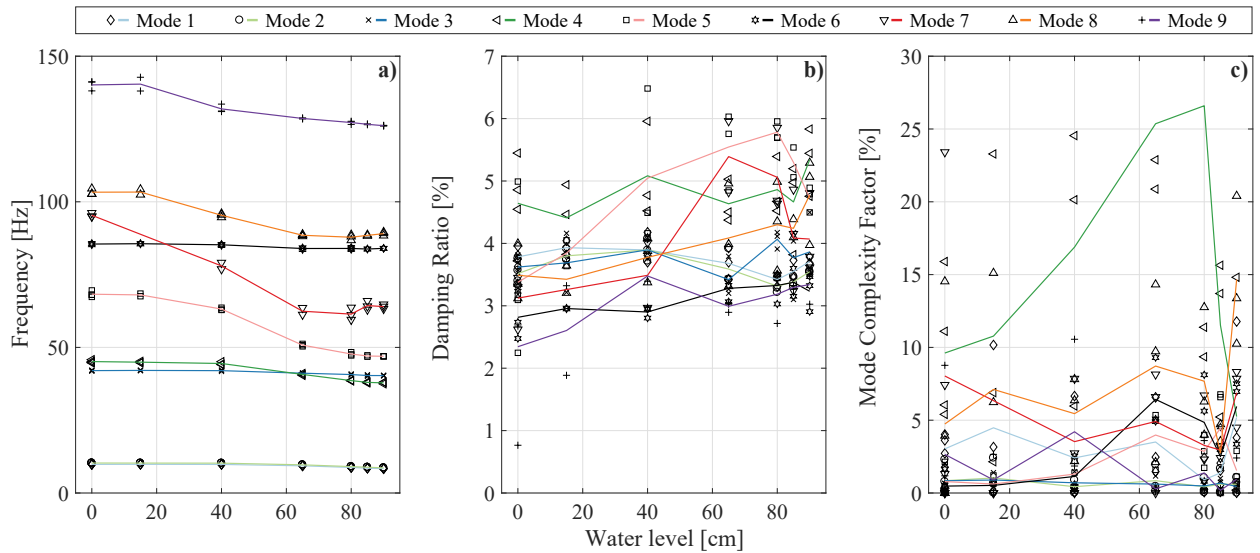 Mode 1 Mode 2 Mode 3 Mode 4 Mode 5 Mode 6 Mode 7 Mode 8 Mode 9
a)
Frequency [Hz]
150
100
50
0
0 20 40 60 80
b)
Damping Ratio [%]
7
6
5
4
3
2
1
0
0 20 40 60 80
Water level [cm]
c)
Mode Complexity Factor [%]
30
25
20
15
10
5
0
0 20 40 60 80